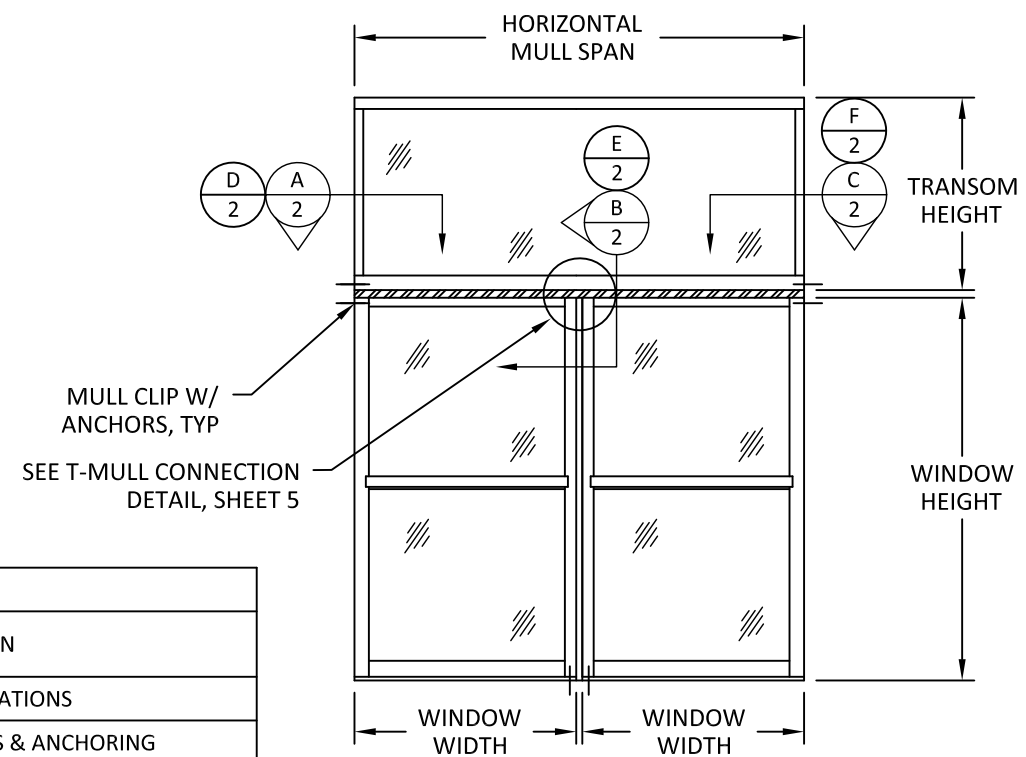 HORIZONTAL
MULL SPAN
F
2
E
2
D
2
A
2
B
2
C
2
TRANSOM
HEIGHT
MULL CLIP W/
ANCHORS, TYP
SEE T-MULL CONNECTION
DETAIL, SHEET 5
WINDOW
HEIGHT
N
ATIONS
S & ANCHORING
WINDOW
WIDTH
WINDOW
WIDTH